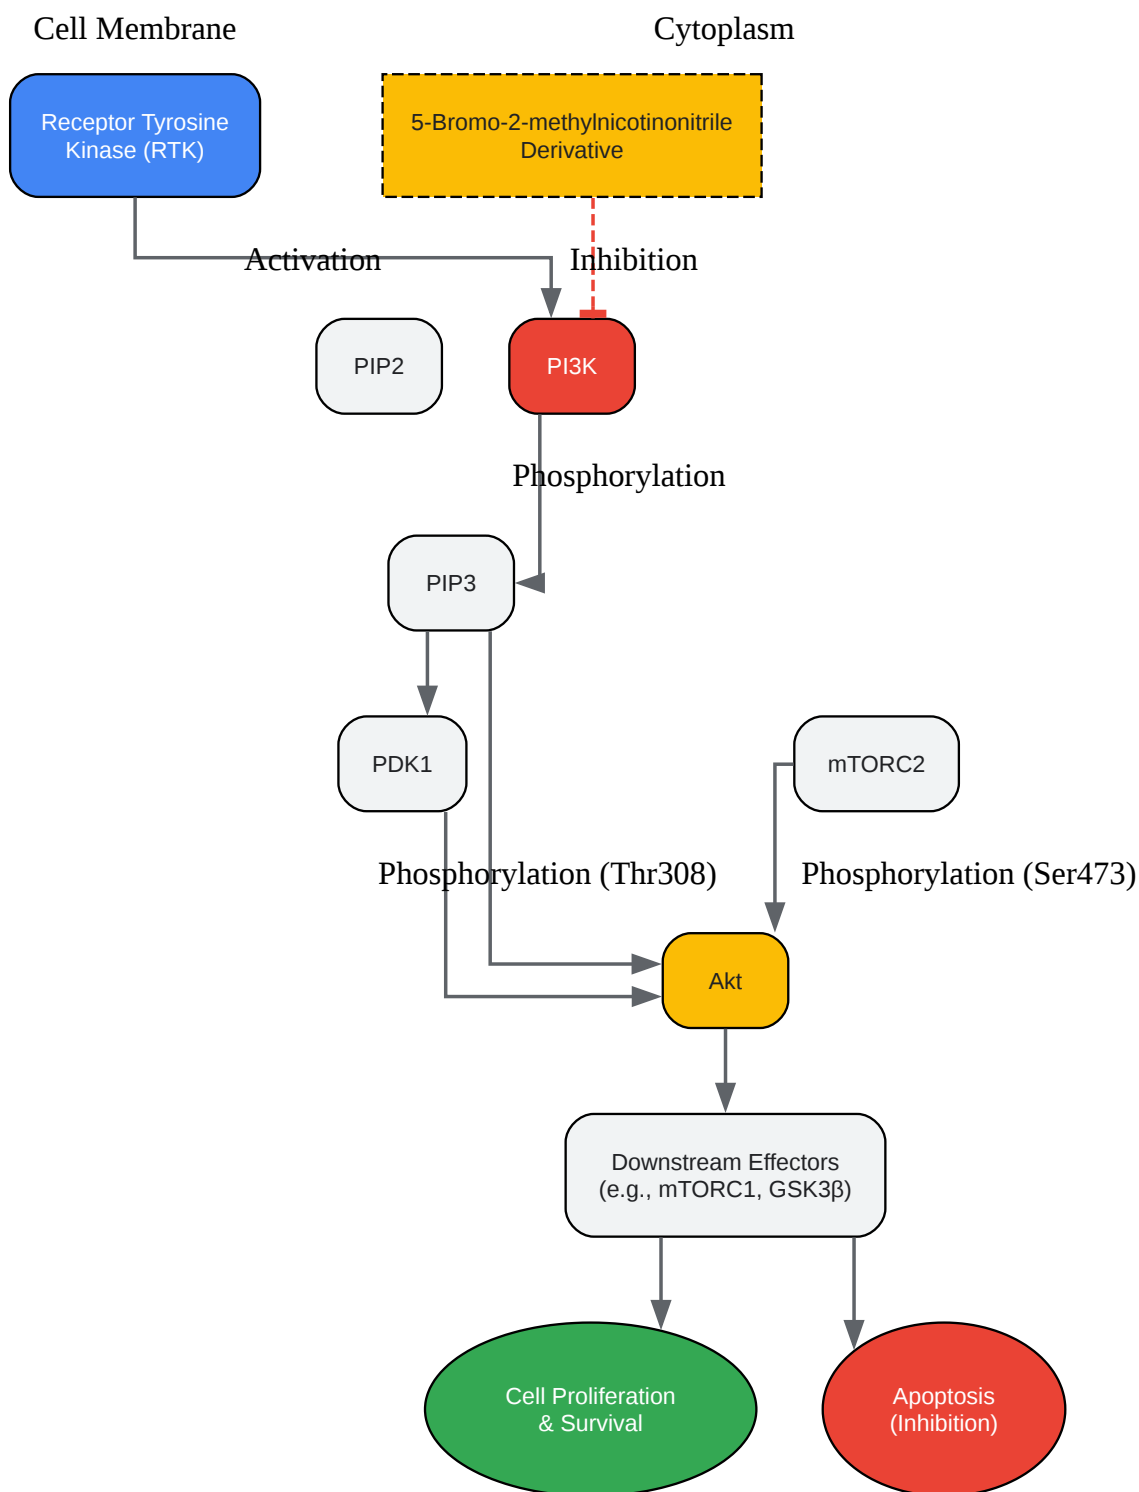 Cell Membrane
Cytoplasm
Receptor Tyrosine
Kinase (RTK)
5-Bromo-2-methylnicotinonitrile
Derivative
Activation
Inhibition
PIP2
PI3K
Phosphorylation
PIP3
PDK1
mTORC2
Phosphorylation (Thr308)
Phosphorylation (Ser473)
Akt
Downstream Effectors
(e.g., mTORC1, GSK3β)
Cell Proliferation
& Survival
Apoptosis
(Inhibition)